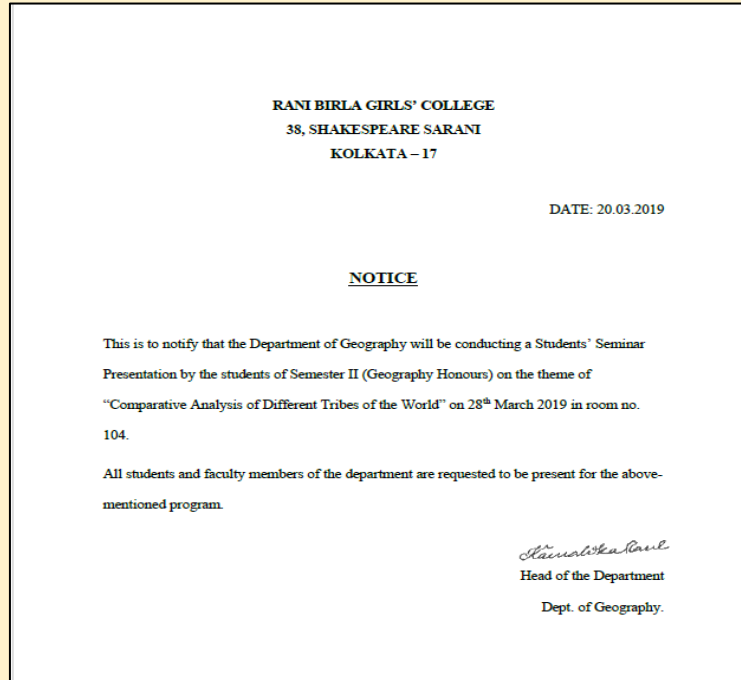 RANI BIRLA GIRLS’ COLLEGE
38, SHAKESPEARE SARANI
KOLKATA – 17
DATE: 20.03.2019
NOTICE
This is to notify that the Department of Geography will be conducting a Students’ Seminar
Presentation by the students of Semester II (Geography Honours) on the theme of
“Comparative Analysis of Different Tribes of the World” on 28th March 2019 in room no.
104.
All students and faculty members of the department are requested to be present for the above-
mentioned program.
Head of the Department
Dept. of Geography.